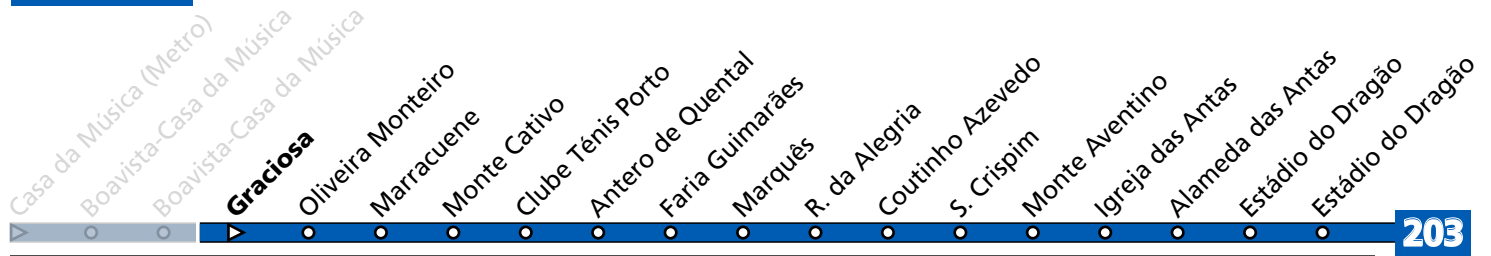 Casa da Música (Metro)
Boavista-Casa da Música
Boavista-Casa da Música
Graciosa
Oliveira Monteiro
Marracuene
Monte Cativo
Clube Ténis Porto
Antero de Quental
Faria Guimarães
Marquês
R. da Alegria
Coutinho Azevedo
S. Crispim
Monte Aventino
Igreja das Antas
Alameda das Antas
Estádio do Dragão
Estádio do Dragão
203